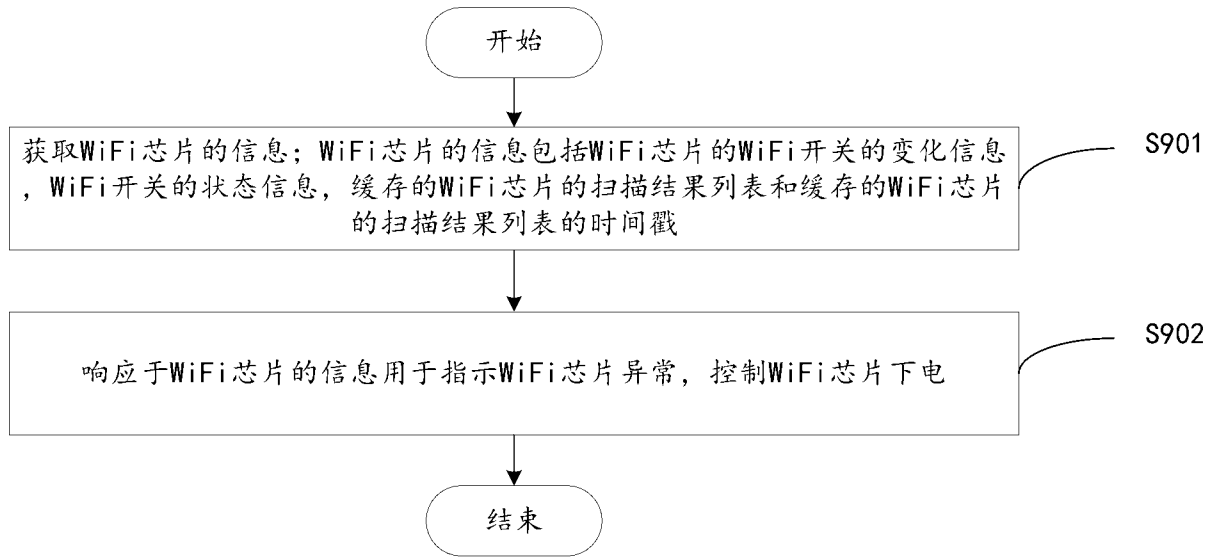 开始
获取WiFi芯片的信息；WiFi芯片的信息包括WiFi芯片的WiFi开关的变化信息
，WiFi开关的状态信息，缓存的WiFi芯片的扫描结果列表和缓存的WiFi芯片
的扫描结果列表的时间戳
S901
响应于WiFi芯片的信息用于指示WiFi芯片异常，控制WiFi芯片下电
S902
结束